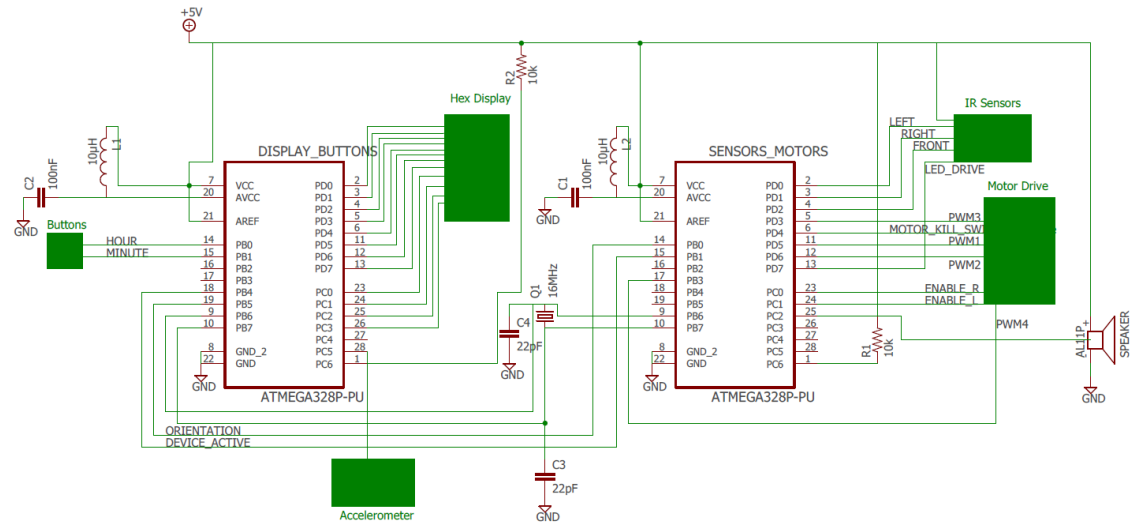 +5V
R2
10k
Hex Display
IR Sensors
LEFT
RIGHT
FRONT
LED_DRIVE
10µH
L1
C2
100nF
DISPLAY_BUTTONS
10µH
L2
C1
100nF
SENSORS_MOTORS
Motor Drive
GND
Buttons
HOUR
MINUTE
7 VCC PD0 2
20 AVCC PD1 3
PD2 4
21 AREF PD3 5
PD4 6
14 PB0 PD5 11
15 PB1 PD6 12
16 PB2 PD7 13
17 PB3
18 PB4 PC0 23
19 PB5 PC1 24
9 PB6 PC2 25
10 PB7 PC3 26
PC4 27
8 GND_2 PC5 28
22 GND PC6 1
GND
ATMEGA328P-PU
Q1
16MHz
C4
22pF
GND
GND
7 VCC PD0 2
20 AVCC PD1 3
PD2 4
21 AREF PD3 5
PD4 6
14 PB0 PD5 11
15 PB1 PD6 12
16 PB2 PD7 13
17 PB3
18 PB4 PC0 23
19 PB5 PC1 24
9 PB6 PC2 25
10 PB7 PC3 26
PC4 27
8 GND_2 PC5 28
22 GND PC6 1
GND
ATMEGA328P-PU
PWM3
PWM1
PWM2
ENABLE_R
ENABLE_L
PWM4
R1
10k
AL11P
+
SPEAKER
GND
ORIENTATION
DEVICE_ACTIVE
C3
22pF
GND
Accelerometer